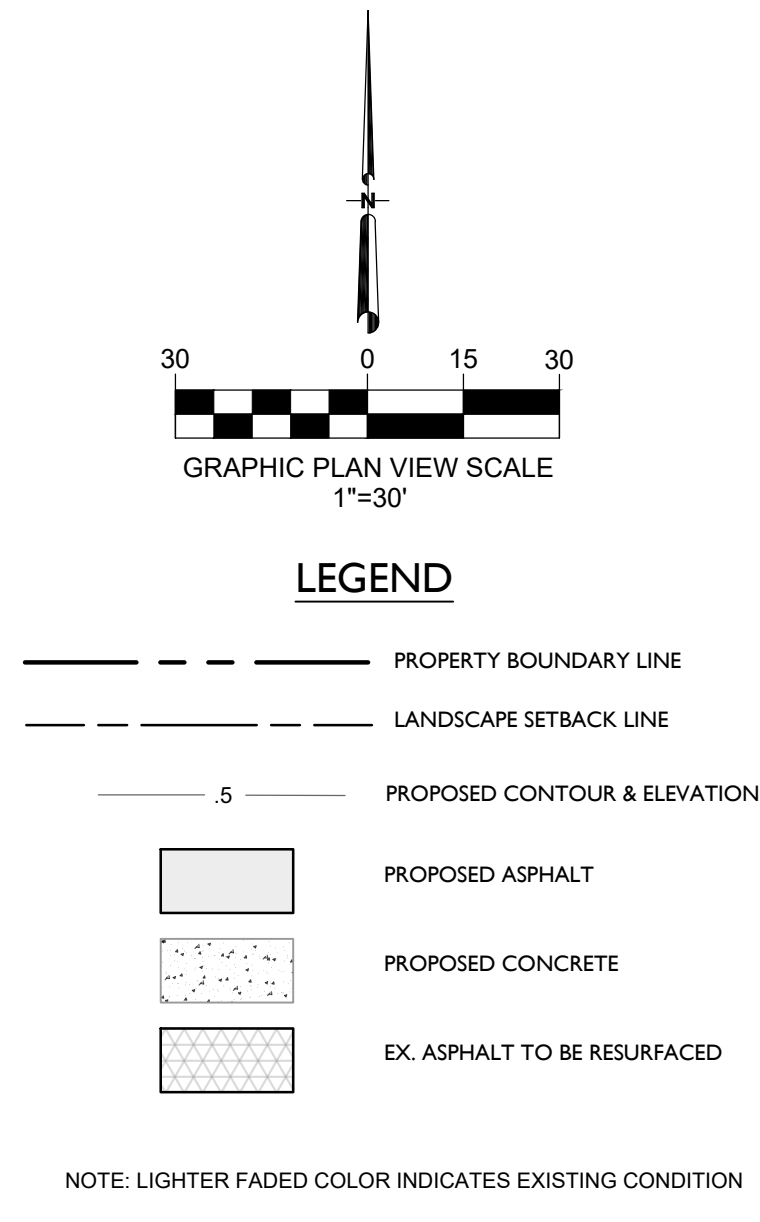 N
30 0 15 30
GRAPHIC PLAN VIEW SCALE
1"=30'
LEGEND
PROPERTY BOUNDARY LINE
LANDSCAPE SETBACK LINE
.5 PROPOSED CONTOUR & ELEVATION
PROPOSED ASPHALT
PROPOSED CONCRETE
EX. ASPHALT TO BE RESURFACED
NOTE: LIGHTER FADED COLOR INDICATES EXISTING CONDITION